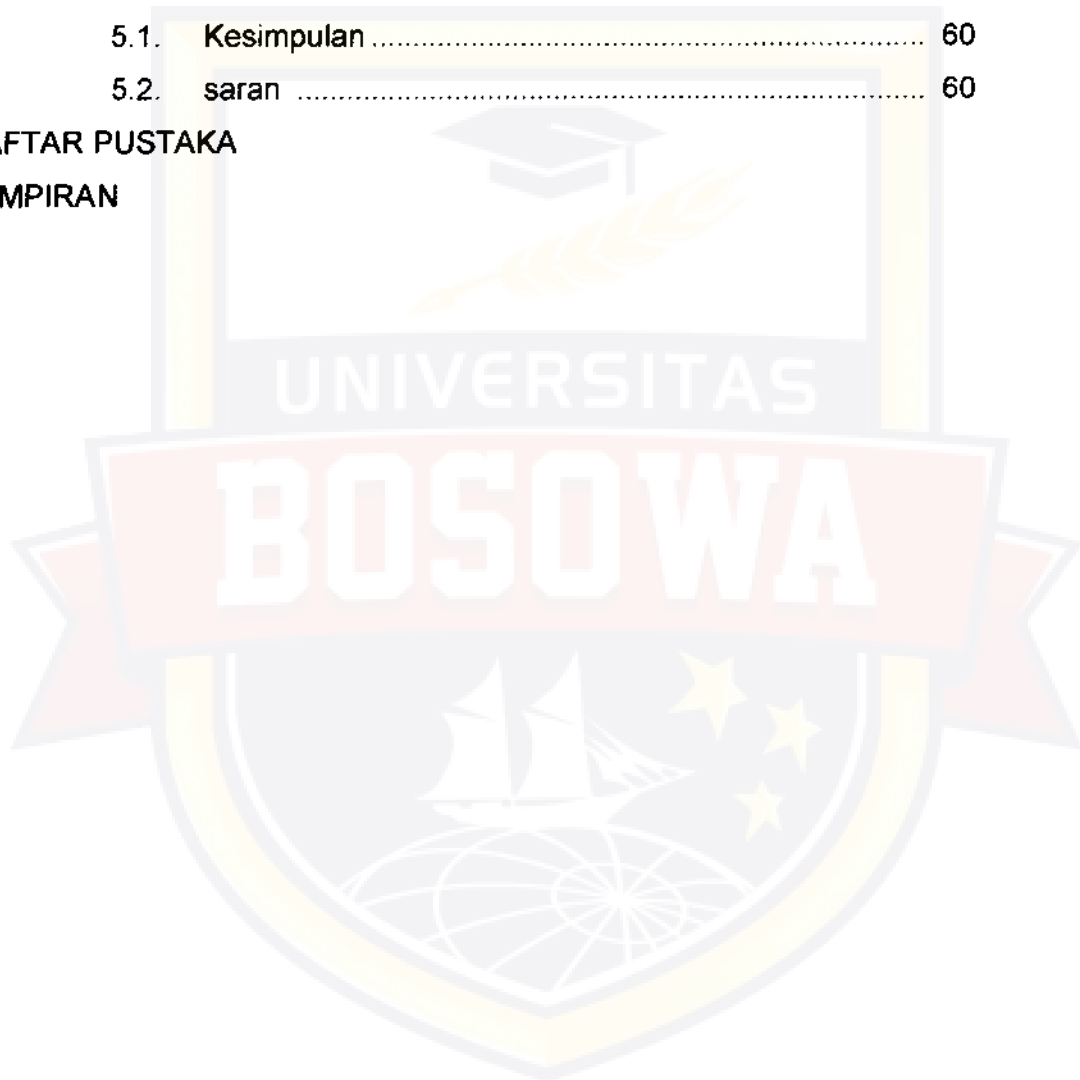 5.1. Kesimpulan ........................................................................ 60
5.2. saran ........................................................................ 60
AFTAR PUSTAKA
MPIRAN
UNIVERSITAS
BOSOWA